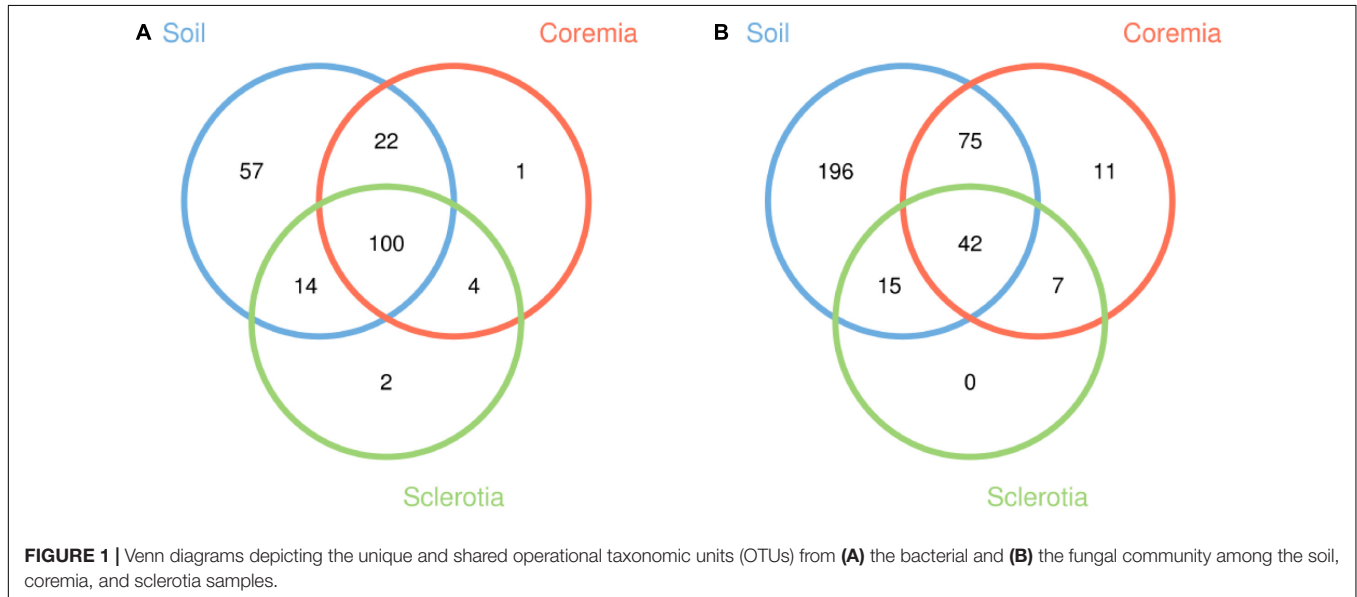 A Soil
Coremia
22
57
1
100
14
4
2
Sclerotia
B Soil
Coremia
75
196
11
42
15
7
0
Sclerotia
FIGURE 1 | Venn diagrams depicting the unique and shared operational taxonomic units (OTUs) from (A) the bacterial and (B) the fungal community among the soil,
coremia, and sclerotia samples.